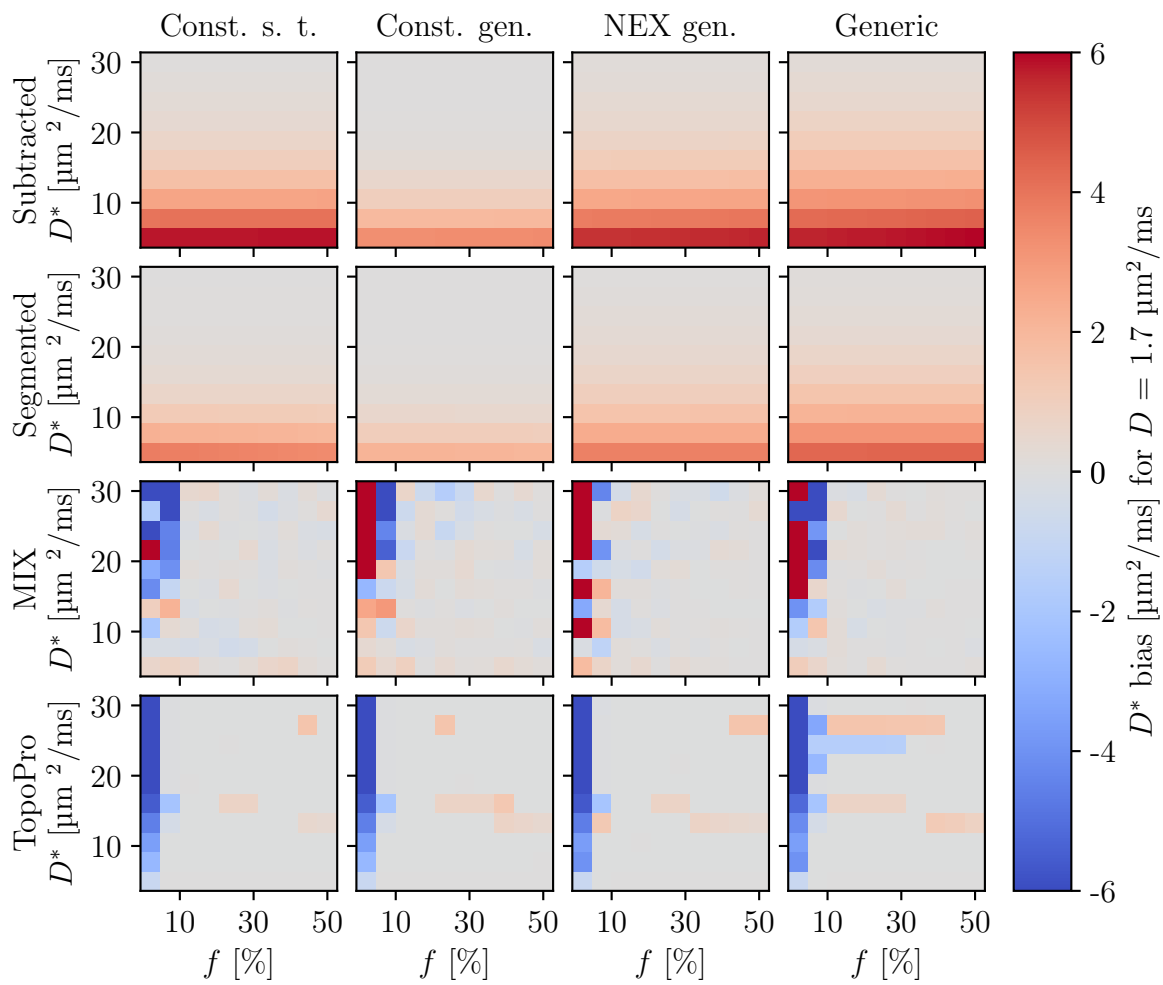 Const. s. t.
Const. gen.
NEX gen.
Generic
Subtracted
D* [µm ²/ms]
30
20
10
Segmented
D* [µm ²/ms]
30
20
10
MIX
D* [µm ²/ms]
30
20
10
TopoPro
D* [µm ²/ms]
30
20
10
10 30 50
10 30 50
10 30 50
10 30 50
f [%]
f [%]
f [%]
f [%]
6
4
2
0
-2
-4
-6
D* bias [µm²/ms] for D = 1.7 µm²/ms